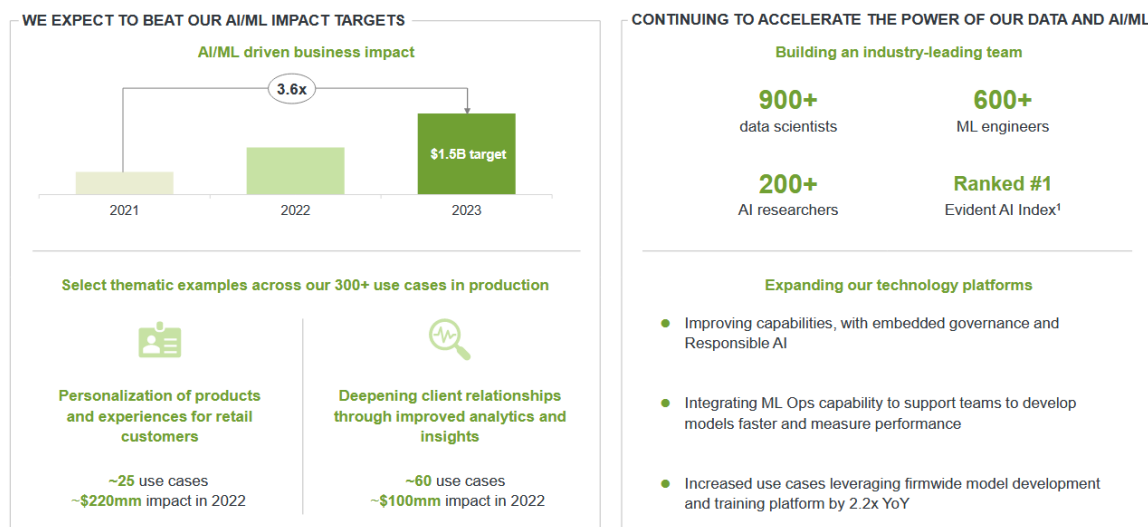 WE EXPECT TO BEAT OUR AI/ML IMPACT TARGETS
AI/ML driven business impact
3.6x
$1.5B target
2021
2022
2023
Select thematic examples across our 300+ use cases in production
Personalization of products
and experiences for retail
customers
~25 use cases
~$220mm impact in 2022
Deepening client relationships
through improved analytics and
insights
~60 use cases
~$100mm impact in 2022
CONTINUING TO ACCELERATE THE POWER OF OUR DATA AND AI/ML
Building an industry-leading team
900+
data scientists
600+
ML engineers
200+
AI researchers
Ranked #1
Evident AI Index¹
Expanding our technology platforms
● Improving capabilities, with embedded governance and
Responsible AI
● Integrating ML Ops capability to support teams to develop
models faster and measure performance
● Increased use cases leveraging firmwide model development
and training platform by 2.2x YoY